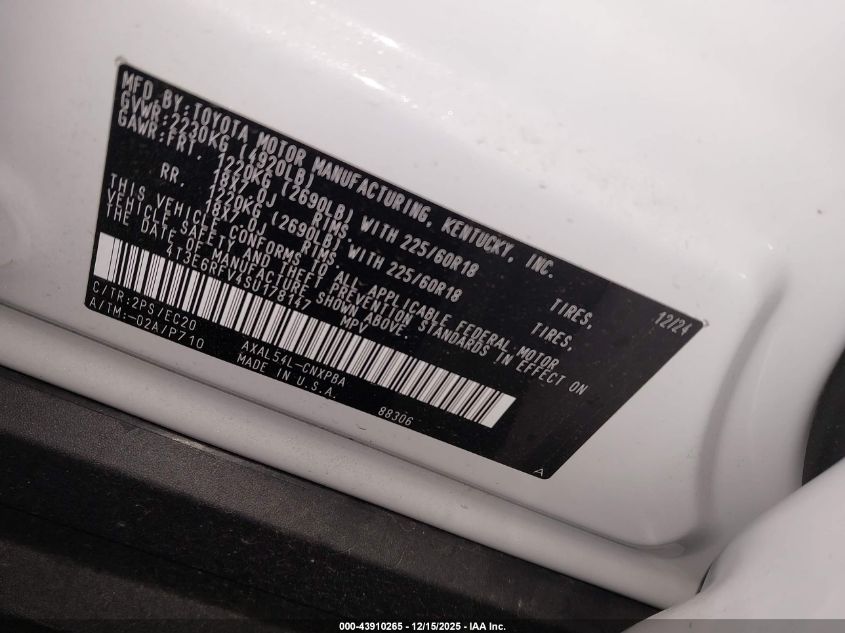 MFD. BY: TOYOTA MOTOR MANUFACTURING, KENTUCKY, INC. 12/24
GVWR: 2230KG (4920LB)
GAWR: FRT. 1220KG (2690LB) WITH 225/60R18 TIRES,
18X7.0J RIMS
RR. 1220KG (2690LB) WITH 225/60R18 TIRES,
18X7.0J RIMS
THIS VEHICLE CONFORMS TO ALL APPLICABLE FEDERAL MOTOR
VEHICLE SAFETY AND THEFT PREVENTION STANDARDS IN EFFECT ON
THE DATE OF MANUFACTURE SHOWN ABOVE.
4T3E6RFV4SU178147 MPV
C/TR: 2PS/EC20 AXAL54L-CNXPBA
A/TM: -02A/P710 MADE IN U.S.A. 88306
A
000-43910265 - 12/15/2025 - IAA Inc.